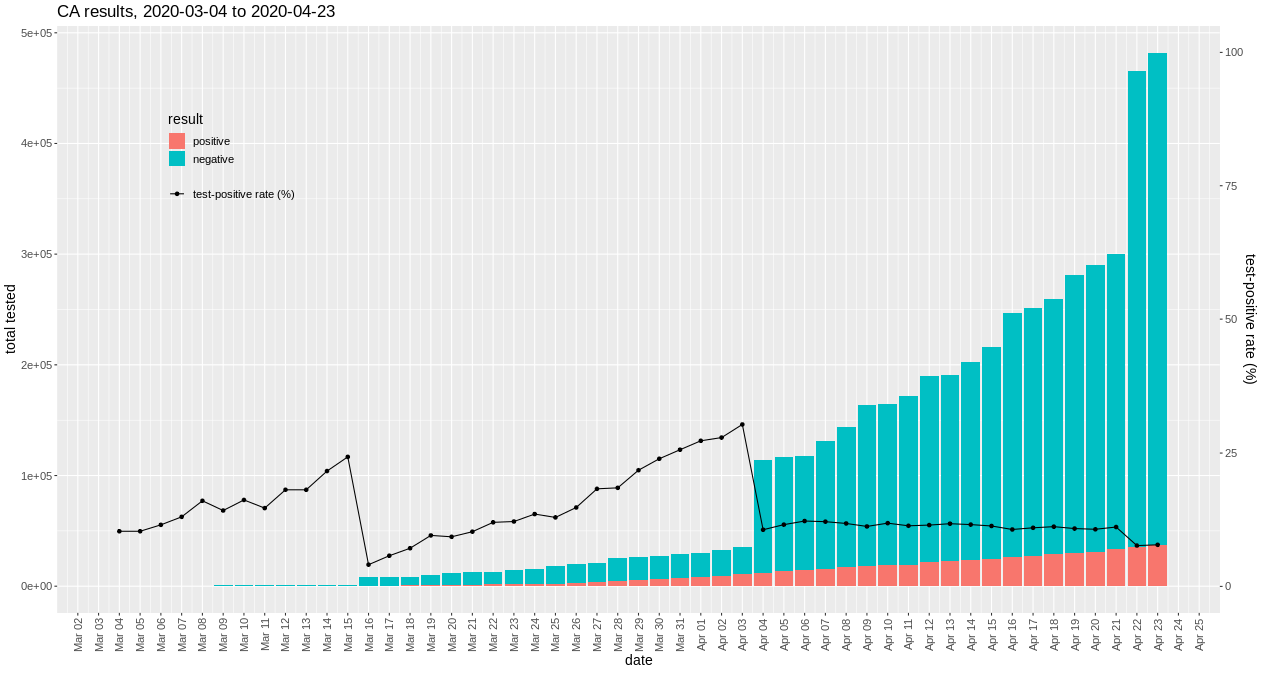 CA results, 2020-03-04 to 2020-04-23
5e+05
4e+05
3e+05
2e+05
1e+05
0e+00
total tested
result
positive
negative
test-positive rate (%)
100
75
50
25
0
test-positive rate (%)
Mar 02
Mar 03
Mar 04
Mar 05
Mar 06
Mar 07
Mar 08
Mar 09
Mar 10
Mar 11
Mar 12
Mar 13
Mar 14
Mar 15
Mar 16
Mar 17
Mar 18
Mar 19
Mar 20
Mar 21
Mar 22
Mar 23
Mar 24
Mar 25
Mar 26
Mar 27
Mar 28
Mar 29
Mar 30
Mar 31
Apr 01
Apr 02
Apr 03
Apr 04
Apr 05
Apr 06
Apr 07
Apr 08
Apr 09
Apr 10
Apr 11
Apr 12
Apr 13
Apr 14
Apr 15
Apr 16
Apr 17
Apr 18
Apr 19
Apr 20
Apr 21
Apr 22
Apr 23
Apr 24
Apr 25
date